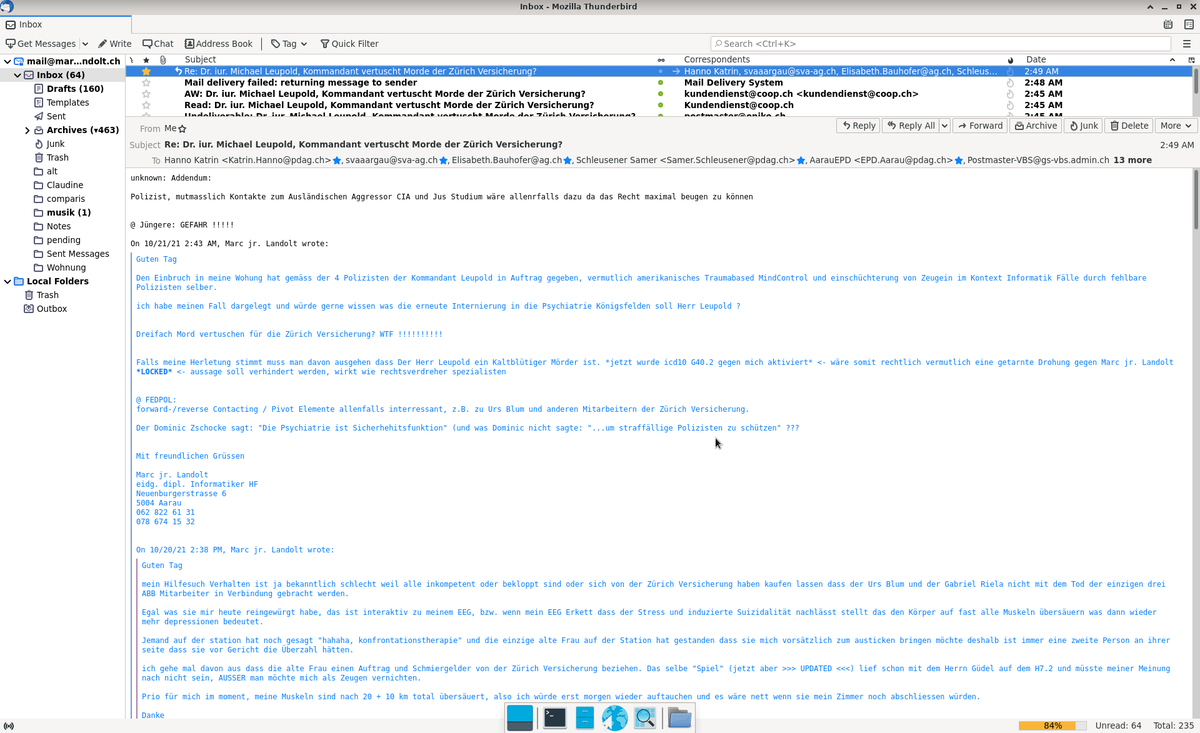 Inbox - Mozilla Thunderbird
Inbox
Get Messages Write Chat Address Book Tag Quick Filter Search <Ctrl+K>
mail@mar...ndolt.ch
Inbox (64)
Drafts (160)
Templates
Sent
Archives (▾463)
Junk
Trash
alt
Claudine
comparis
musik (1)
Notes
pending
Sent Messages
Wohnung
Local Folders
Trash
Outbox
Subject Correspondents Date
Re: Dr. iur. Michael Leupold, Kommandant vertuscht Morde der Zürich Versicherung? Hanno Katrin, svaaargau@sva-ag.ch, Elisabeth.Bauhofer@ag.ch, Schleus... 2:49 AM
Mail delivery failed: returning message to sender Mail Delivery System 2:48 AM
AW: Dr. iur. Michael Leupold, Kommandant vertuscht Morde der Zürich Versicherung? kundendienst@coop.ch <kundendienst@coop.ch> 2:45 AM
Read: Dr. iur. Michael Leupold, Kommandant vertuscht Morde der Zürich Versicherung? Kundendienst@coop.ch 2:45 AM
Undeliverable: Dr. iur. Michael Leupold, Kommandant vertuscht Morde der Zürich Versicherung? postmaster@enike.ch 2:45 AM
From Me Reply Reply All Forward Archive Junk Delete More
Subject Re: Dr. iur. Michael Leupold, Kommandant vertuscht Morde der Zürich Versicherung? 2:49 AM
To Hanno Katrin <Katrin.Hanno@pdag.ch>, svaaargau@sva-ag.ch, Elisabeth.Bauhofer@ag.ch, Schleusener Samer <Samer.Schleusener@pdag.ch>, AarauEPD <EPD.Aarau@pdag.ch>, Postmaster-VBS@gs-vbs.admin.ch 13 more
unknown: Addendum:
Polizist, mutmasslich Kontakte zum Ausländischen Aggressor CIA und Jus Studium wäre allenrfalls dazu da das Recht maximal beugen zu können
@ Jüngere: GEFAHR !!!!!
On 10/21/21 2:43 AM, Marc jr. Landolt wrote:
Guten Tag
Den Einbruch in meine Wohung hat gemäss der 4 Polizisten der Kommandant Leupold in Auftrag gegeben, vermutlich amerikanisches Traumabased MindControl und einschüchterung von Zeugein im Kontext Informatik Fälle durch fehlbare
Polizisten selber.
ich habe meinen Fall dargelegt und würde gerne wissen was die erneute Internierung in die Psychiatrie Königsfelden soll Herr Leupold ?
Dreifach Mord vertuschen für die Zürich Versicherung? WTF !!!!!!!!!!
Falls meine Herletung stimmt muss man davon ausgehen dass Der Herr Leupold ein Kaltblütiger Mörder ist. *jetzt wurde icd10 G40.2 gegen mich aktiviert* <- wäre somit rechtlich vermutlich eine getarnte Drohung gegen Marc jr. Landolt
*LOCKED* <- aussage soll verhindert werden, wirkt wie rechtsverdreher spezialisten
@ FEDPOL:
forward-/reverse Contacting / Pivot Elemente allenfalls interressant, z.B. zu Urs Blum und anderen Mitarbeitern der Zürich Versicherung.
Der Dominic Zschocke sagt: "Die Psychiatrie ist Sicherhehitsfunktion" (und was Dominic nicht sagte: "...um straffällige Polizisten zu schützen" ???
Mit freundlichen Grüssen
Marc jr. Landolt
eidg. dipl. Informatiker HF
Neuenburgerstrasse 6
5004 Aarau
062 822 61 31
078 674 15 32
On 10/20/21 2:38 PM, Marc jr. Landolt wrote:
Guten Tag
mein Hilfesuch Verhalten ist ja bekanntlich schlecht weil alle inkompetent oder bekloppt sind oder sich von der Zürich Versicherung haben kaufen lassen dass der Urs Blum und der Gabriel Riela nicht mit dem Tod der einzigen drei
ABB Mitarbeiter in Verbindung gebracht werden.
Egal was sie mir heute reingewürgt habe, das ist interaktiv zu meinem EEG, bzw. wenn mein EEG Erkett dass der Stress und induzierte Suizidalität nachlässt stellt das den Körper auf fast alle Muskeln übersäuern was dann wieder
mehr depressionen bedeutet.
Jemand auf der station hat noch gesagt "hahaha, konfrontationstherapie" und die einzige alte Frau auf der Station hat gestanden dass sie mich vorsätzlich zum austicken bringen möchte deshalb ist immer eine zweite Person an ihrer
seite dass sie vor Gericht die Überzahl hätten.
ich gehe mal davon aus dass die alte Frau einen Auftrag und Schmiergelder von der Zürich Versicherung beziehen. Das selbe "Spiel" (jetzt aber >>> UPDATED <<<) lief schon mit dem Herrn Güdel auf dem H7.2 und müsste meiner Meinung
nach nicht sein, AUSSER man möchte mich als Zeugen vernichten.
Prio für mich im moment, meine Muskeln sind nach 20 + 10 km total übersäuert, also ich würde erst morgen wieder auftauchen und es wäre nett wenn sie mein Zimmer noch abschliessen würden.
Danke
84% Unread: 64 Total: 235